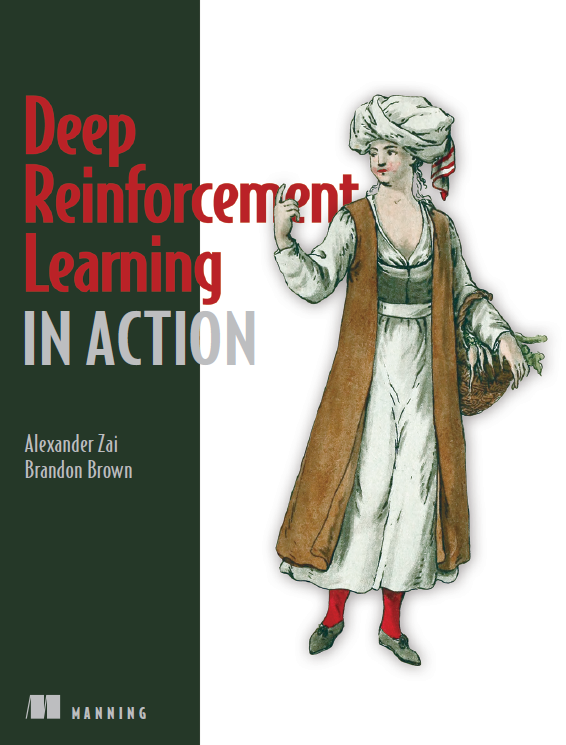 Deep
Reinforcement
Learning
IN ACTION
Alexander Zai
Brandon Brown
MANNING